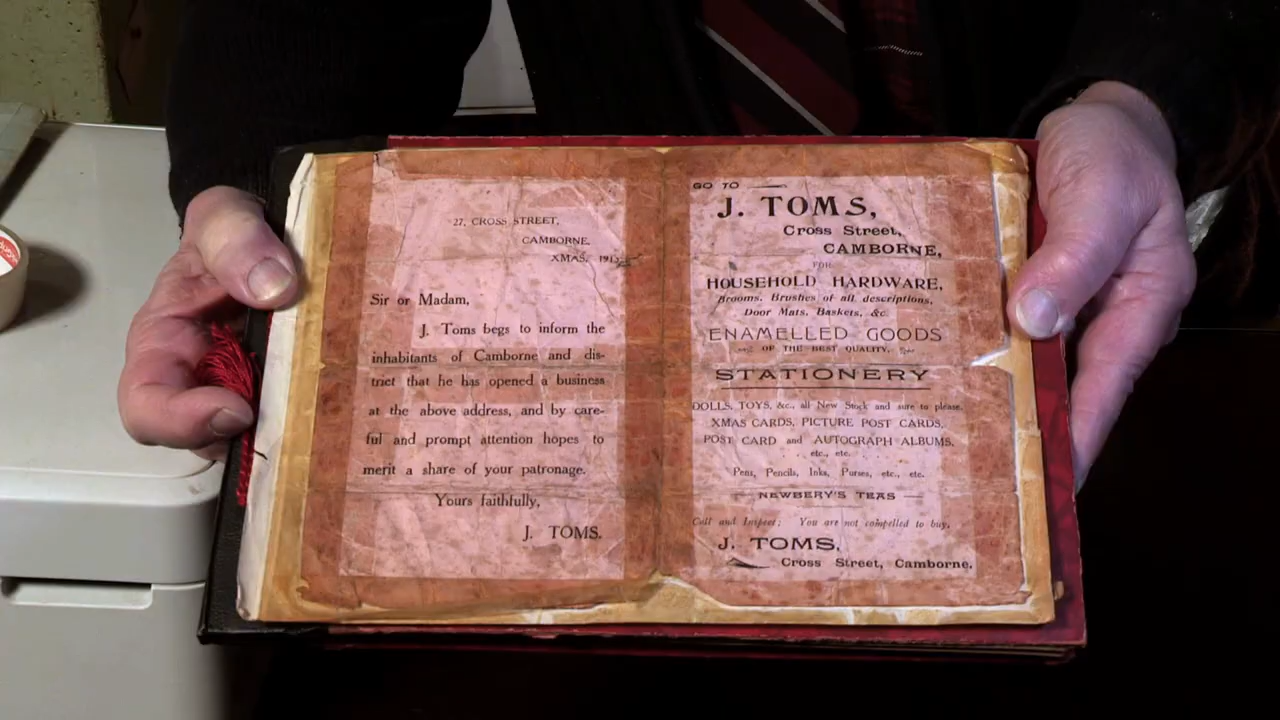 27, CROSS STREET,
CAMBORNE.
XMAS, 191
Sir or Madam,
J. Toms begs to inform the
inhabitants of Camborne and dis-
trict that he has opened a business
at the above address, and by care-
ful and prompt attention hopes to
merit a share of your patronage.
Yours faithfully,
J. TOMS.
GO TO
J. TOMS,
Cross Street,
CAMBORNE,
FOR
HOUSEHOLD HARDWARE,
Brooms, Brushes of all descriptions,
Door Mats, Baskets, &c.
ENAMELLED GOODS
OF THE BEST QUALITY.
STATIONERY
DOLLS, TOYS, &c., all New Stock and sure to please.
XMAS CARDS, PICTURE POST CARDS,
POST CARD and AUTOGRAPH ALBUMS,
etc., etc.
Pens, Pencils, Inks, Purses, etc., etc.
NEWBERY'S TEAS
Call and Inspect: You are not compelled to buy.
J. TOMS,
Cross Street, Camborne.